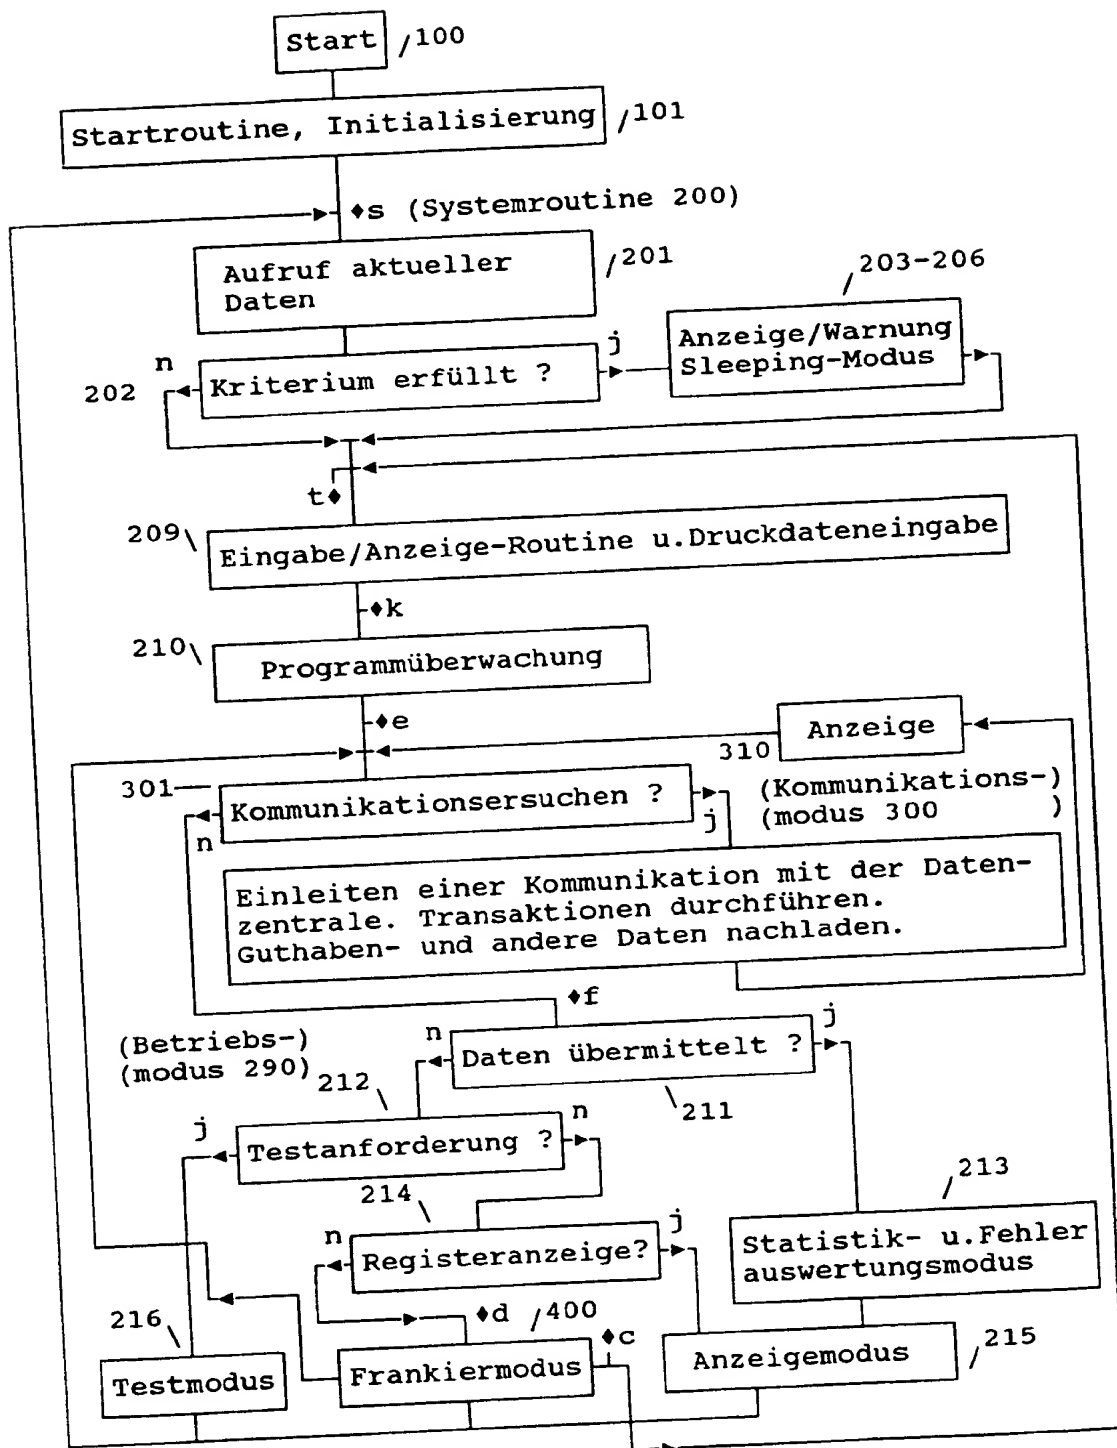 Start /100
Startroutine, Initialisierung /101
♦s (Systemroutine 200)
Aufruf aktueller
Daten
/201
/203-206
202
n
Kriterium erfüllt ?
j
Anzeige/Warnung
Sleeping-Modus
t♦
209\
Eingabe/Anzeige-Routine u.Druckdateneingabe
♦k
210\
Programmüberwachung
♦e
Anzeige
310
301
Kommunikationsersuchen ?
n
j
(Kommunikations-)
(modus 300 )
Einleiten einer Kommunikation mit der Daten-
zentrale. Transaktionen durchführen.
Guthaben- und andere Daten nachladen.
♦f
(Betriebs-)
(modus 290)
n
Daten übermittelt ?
j
\211
212\
j
Testanforderung ?
n
214\
n
Registeranzeige?
j
/213
Statistik- u.Fehler
auswertungsmodus
♦d /400
♦c
216\
Testmodus
Frankiermodus
Anzeigemodus
/215